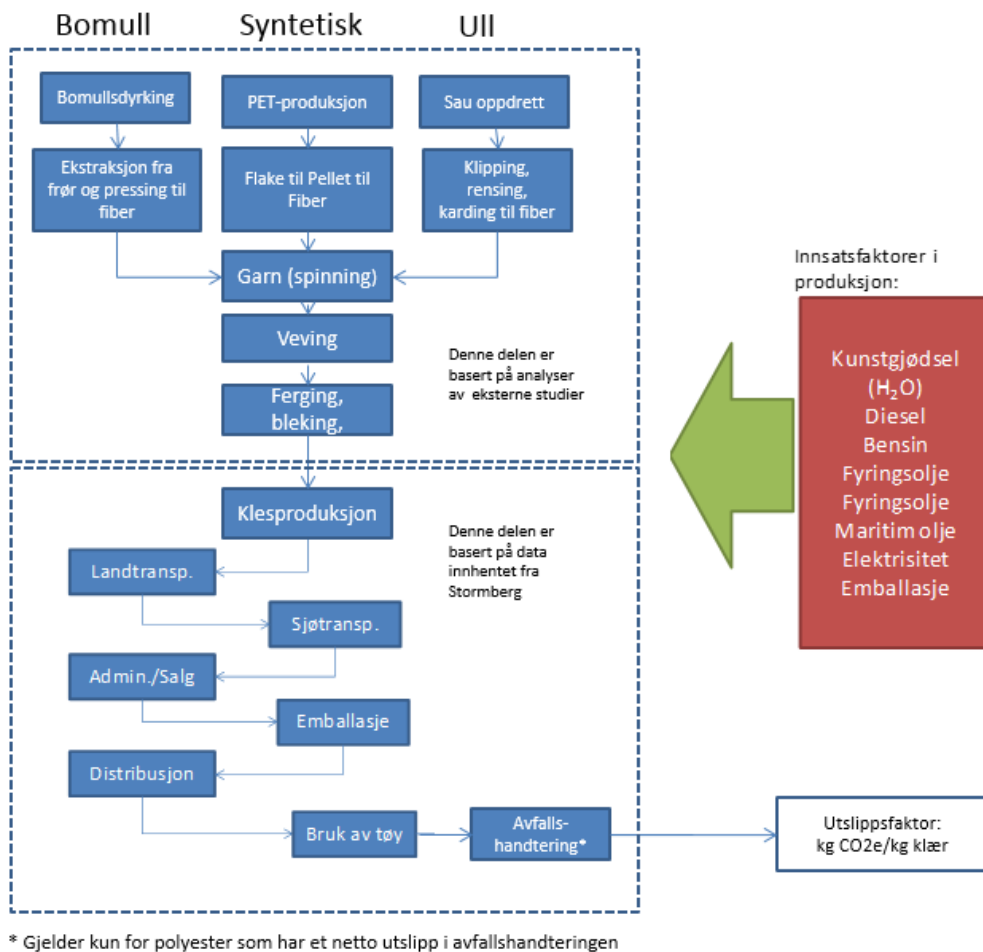 Bomull
Syntetisk
Ull
Bomullsdyrking
PET-produksjon
Sau oppdrett
Ekstraksjon fra
frør og pressing til
fiber
Flake til Pellet til
Fiber
Klipping,
rensing,
karding til fiber
Garn (spinning)
Veving
Ferging,
bleking,
Denne delen er
basert på analyser
av eksterne studier
Innsatsfaktorer i
produksjon:
Kunstgjødsel
(H₂O)
Diesel
Bensin
Fyringsolje
Fyringsolje
Maritim olje
Elektrisitet
Emballasje
Klesproduksjon
Denne delen er
basert på data
innhentet fra
Stormberg
Landtransp.
Sjøtransp.
Admin./Salg
Emballasje
Distribusjon
Bruk av tøy
Avfalls-
handtering*
Utslippsfaktor:
kg CO2e/kg klær
* Gjelder kun for polyester som har et netto utslipp i avfallshandteringen